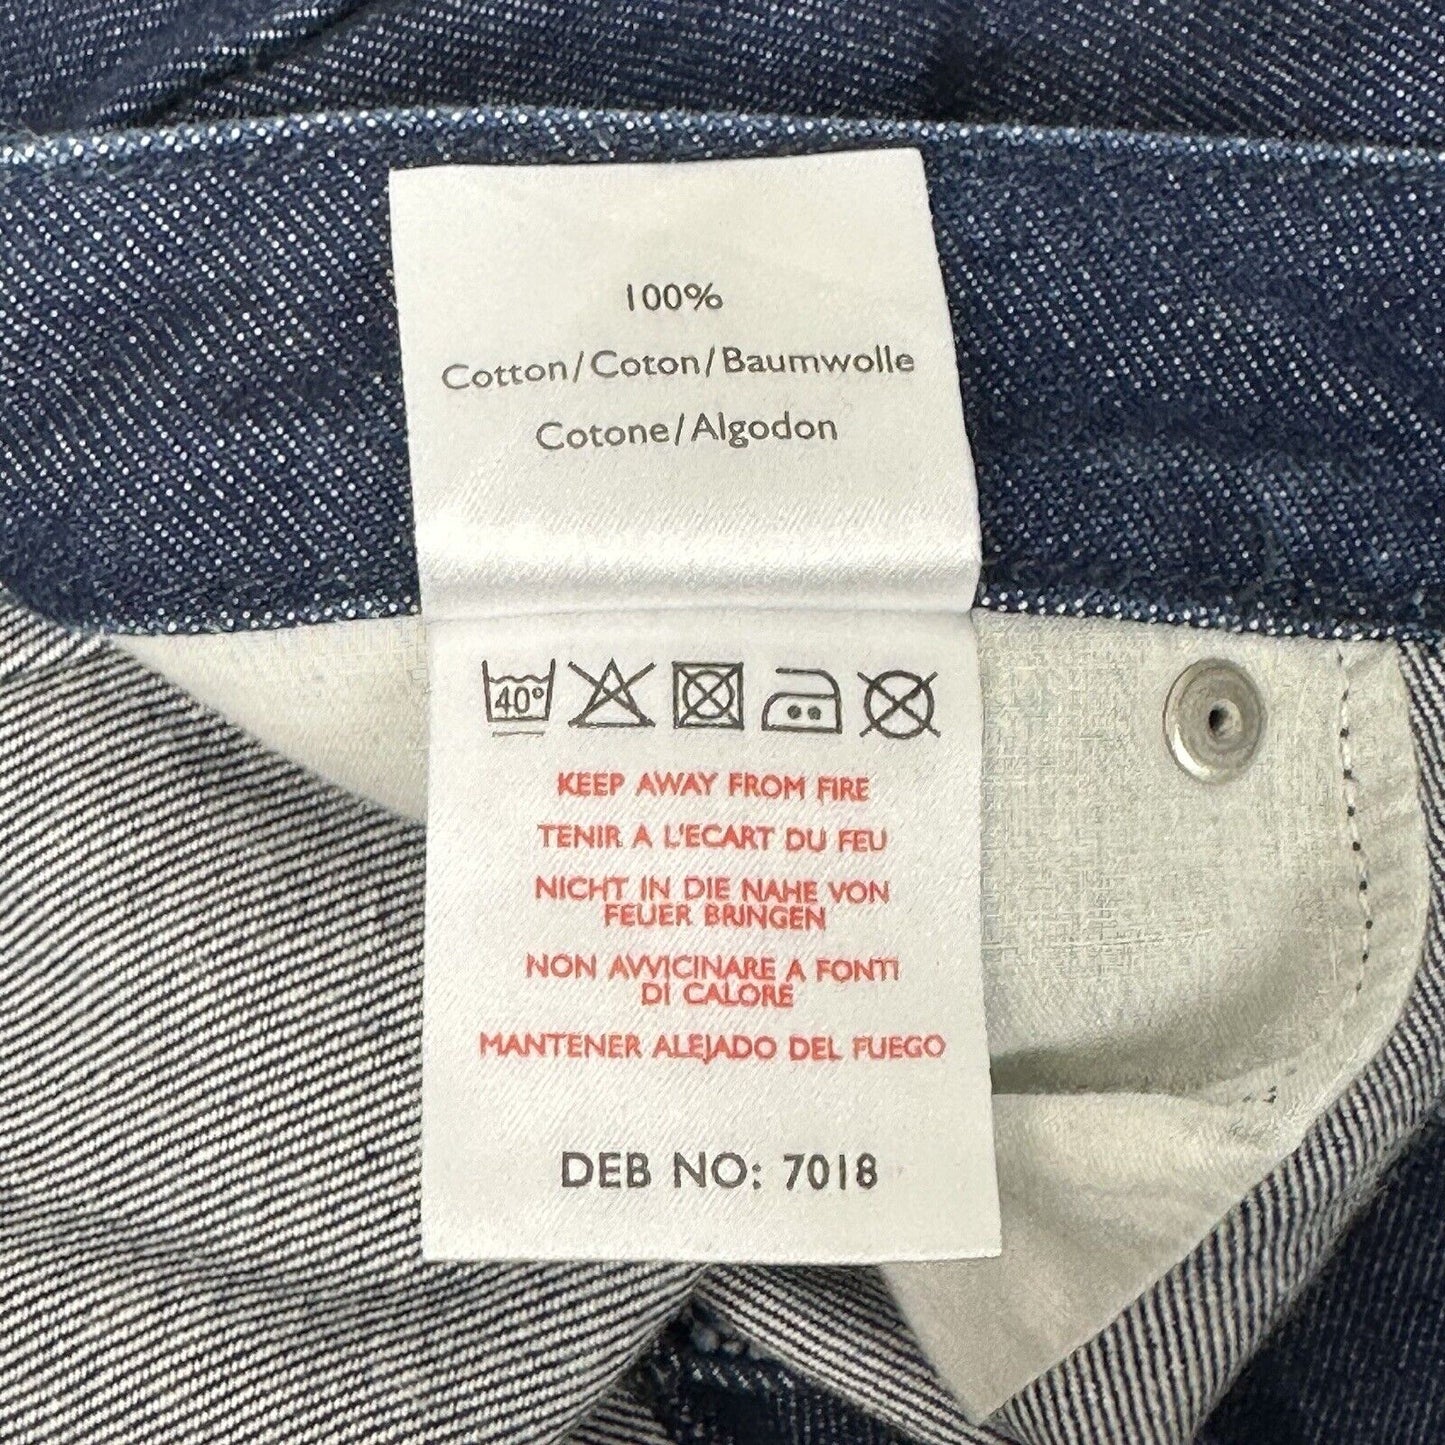 100%
Cotton/Coton/Baumwolle
Cotone/Algodon
40°
KEEP AWAY FROM FIRE
TENIR A L'ECART DU FEU
NICHT IN DIE NAHE VON
FEUER BRINGEN
NON AVVICINARE A FONTI
DI CALORE
MANTENER ALEJADO DEL FUEGO
DEB NO: 7018